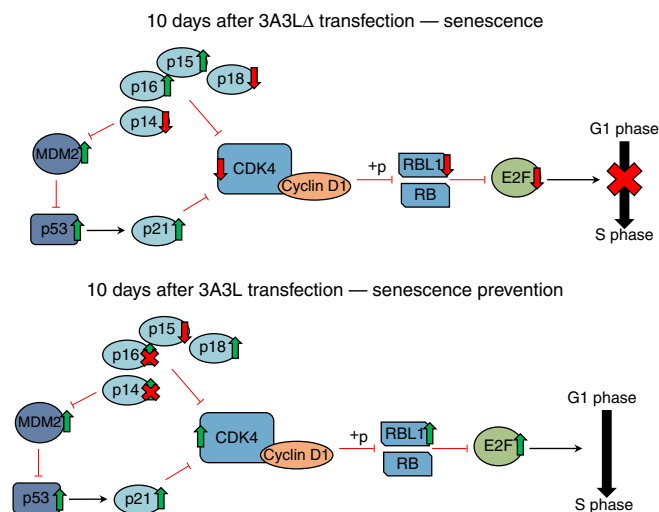 10 days after 3A3LΔ transfection — senescence
p15
p16
p18
p14
MDM2
CDK4
Cyclin D1
+p
RBL1
RB
E2F
G1 phase
S phase
p53
p21
10 days after 3A3L transfection — senescence prevention
p15
p16
p18
p14
MDM2
CDK4
Cyclin D1
+p
RBL1
RB
E2F
G1 phase
S phase
p53
p21